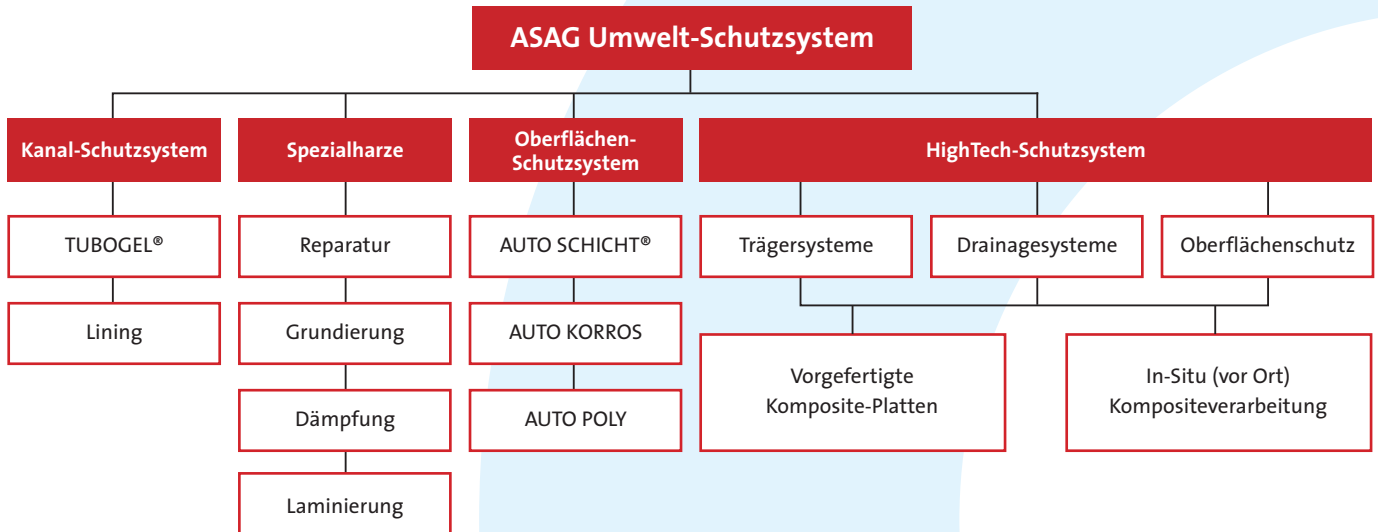 ASAG Umwelt-Schutzsystem
Kanal-Schutzsystem
Spezialharze
Oberflächen-
Schutzsystem
HighTech-Schutzsystem
TUBOGEL®
Reparatur
AUTO SCHICHT®
Trägersysteme
Drainagesysteme
Oberflächenschutz
Lining
Grundierung
AUTO KORROS
Vorgefertigte
Komposite-Platten
In-Situ (vor Ort)
Kompositeverarbeitung
Dämpfung
AUTO POLY
Laminierung